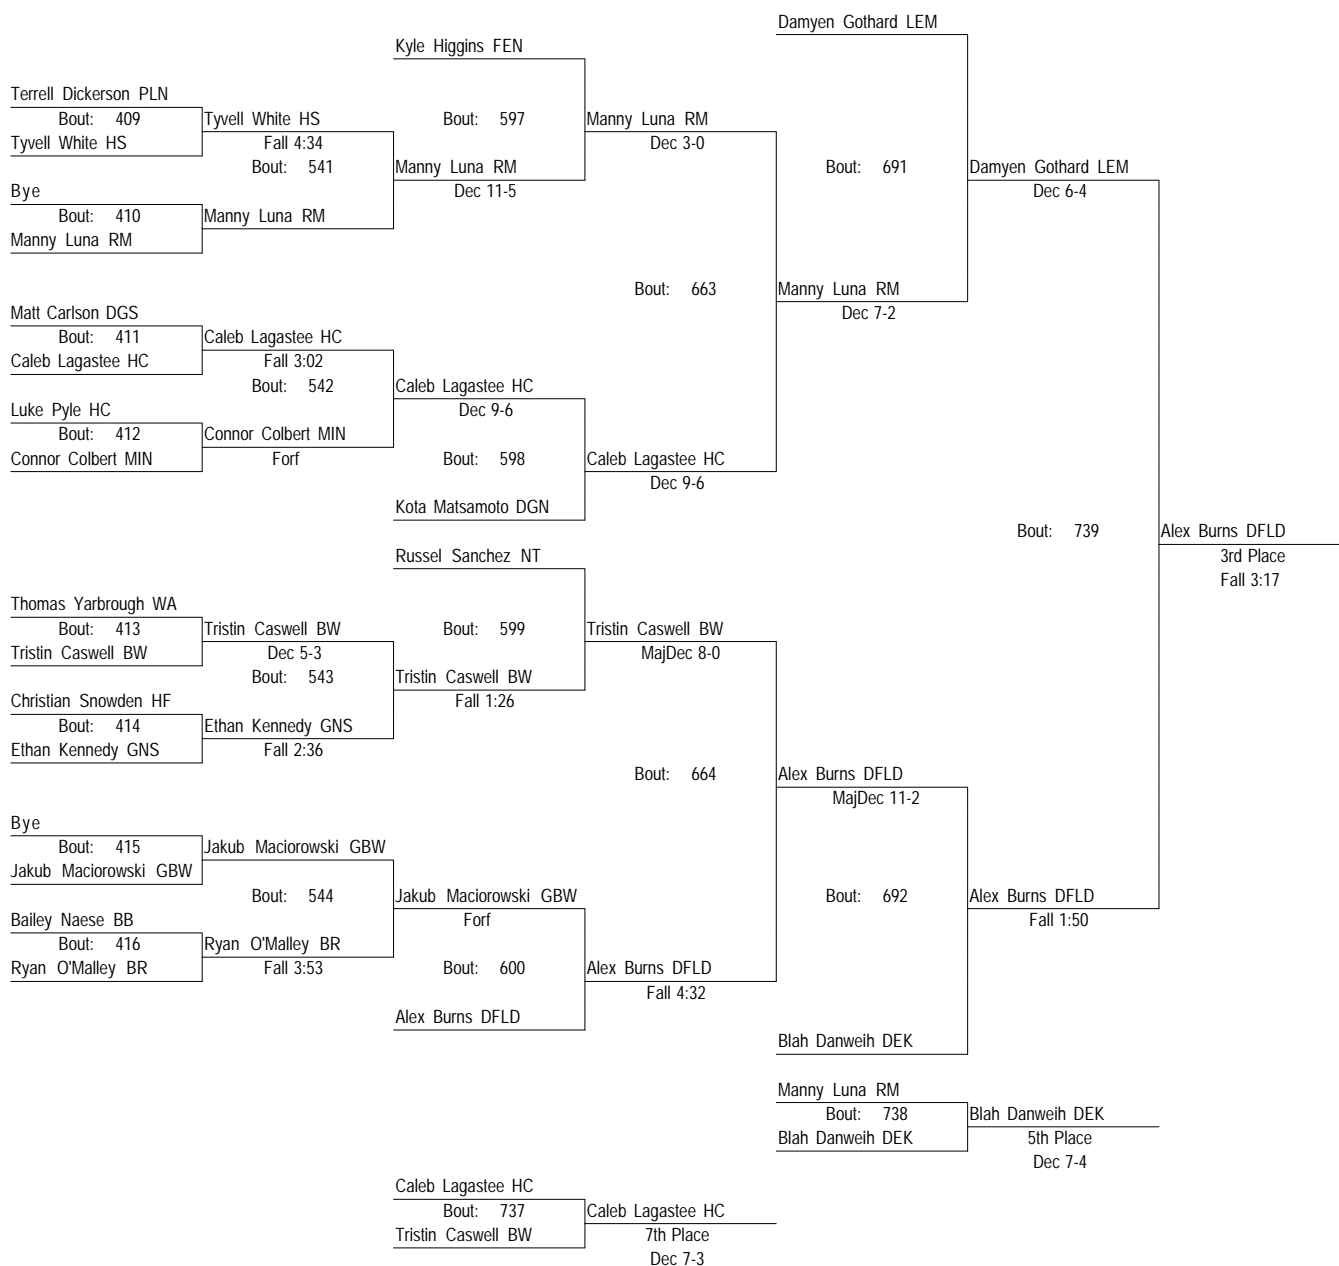 Damyen Gothard LEM
Kyle Higgins FEN
Terrell Dickerson PLN
Bout: 409
Tyvell White HS
Tyvell White HS
Fall 4:34
Bout: 541
Bout: 597
Manny Luna RM
Dec 3-0
Manny Luna RM
Dec 11-5
Bout: 691
Damyen Gothard LEM
Dec 6-4
Bye
Bout: 410
Manny Luna RM
Manny Luna RM
Bout: 663
Manny Luna RM
Dec 7-2
Matt Carlson DGS
Bout: 411
Caleb Lagastee HC
Caleb Lagastee HC
Fall 3:02
Bout: 542
Caleb Lagastee HC
Dec 9-6
Luke Pyle HC
Bout: 412
Connor Colbert MIN
Connor Colbert MIN
Forf
Bout: 598
Caleb Lagastee HC
Dec 9-6
Kota Matsamoto DGN
Bout: 739
Alex Burns DFLD
3rd Place
Fall 3:17
Russel Sanchez NT
Thomas Yarbrough WA
Bout: 413
Tristin Caswell BW
Tristin Caswell BW
Dec 5-3
Bout: 543
Bout: 599
Tristin Caswell BW
MajDec 8-0
Tristin Caswell BW
Fall 1:26
Christian Snowden HF
Bout: 414
Ethan Kennedy GNS
Ethan Kennedy GNS
Fall 2:36
Bout: 664
Alex Burns DFLD
MajDec 11-2
Bye
Bout: 415
Jakub Maciorowski GBW
Jakub Maciorowski GBW
Bout: 544
Jakub Maciorowski GBW
Forf
Bout: 692
Alex Burns DFLD
Fall 1:50
Bailey Naese BB
Bout: 416
Ryan O'Malley BR
Ryan O'Malley BR
Fall 3:53
Bout: 600
Alex Burns DFLD
Fall 4:32
Alex Burns DFLD
Blah Danweih DEK
Manny Luna RM
Bout: 738
Blah Danweih DEK
Blah Danweih DEK
5th Place
Dec 7-4
Caleb Lagastee HC
Bout: 737
Tristin Caswell BW
Caleb Lagastee HC
7th Place
Dec 7-3